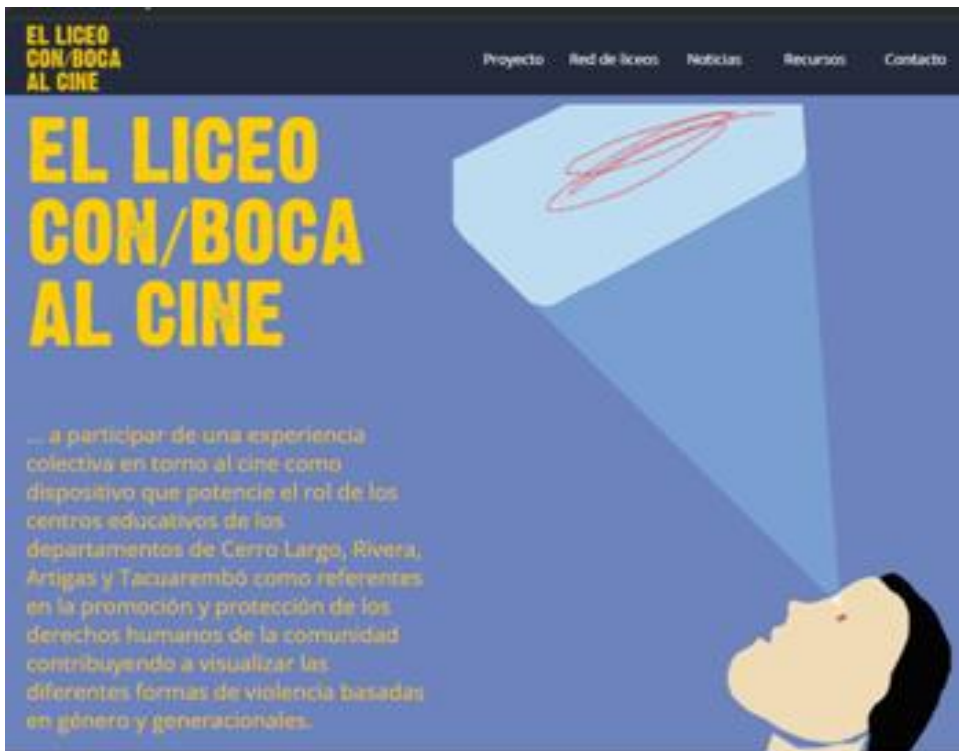 EL LICEO
CON/BOCA
AL CINE
Proyecto Red de liceos Noticias Recursos Contacto
EL LICEO
CON/BOCA
AL CINE
... a participar de una experiencia
colectiva en torno al cine como
dispositivo que potencie el rol de los
centros educativos de los
departamentos de Cerro Largo, Rivera,
Artigas y Tacuarembó como referentes
en la promoción y protección de los
derechos humanos de la comunidad
contribuyendo a visualizar las
diferentes formas de violencia basadas
en género y generacionales.